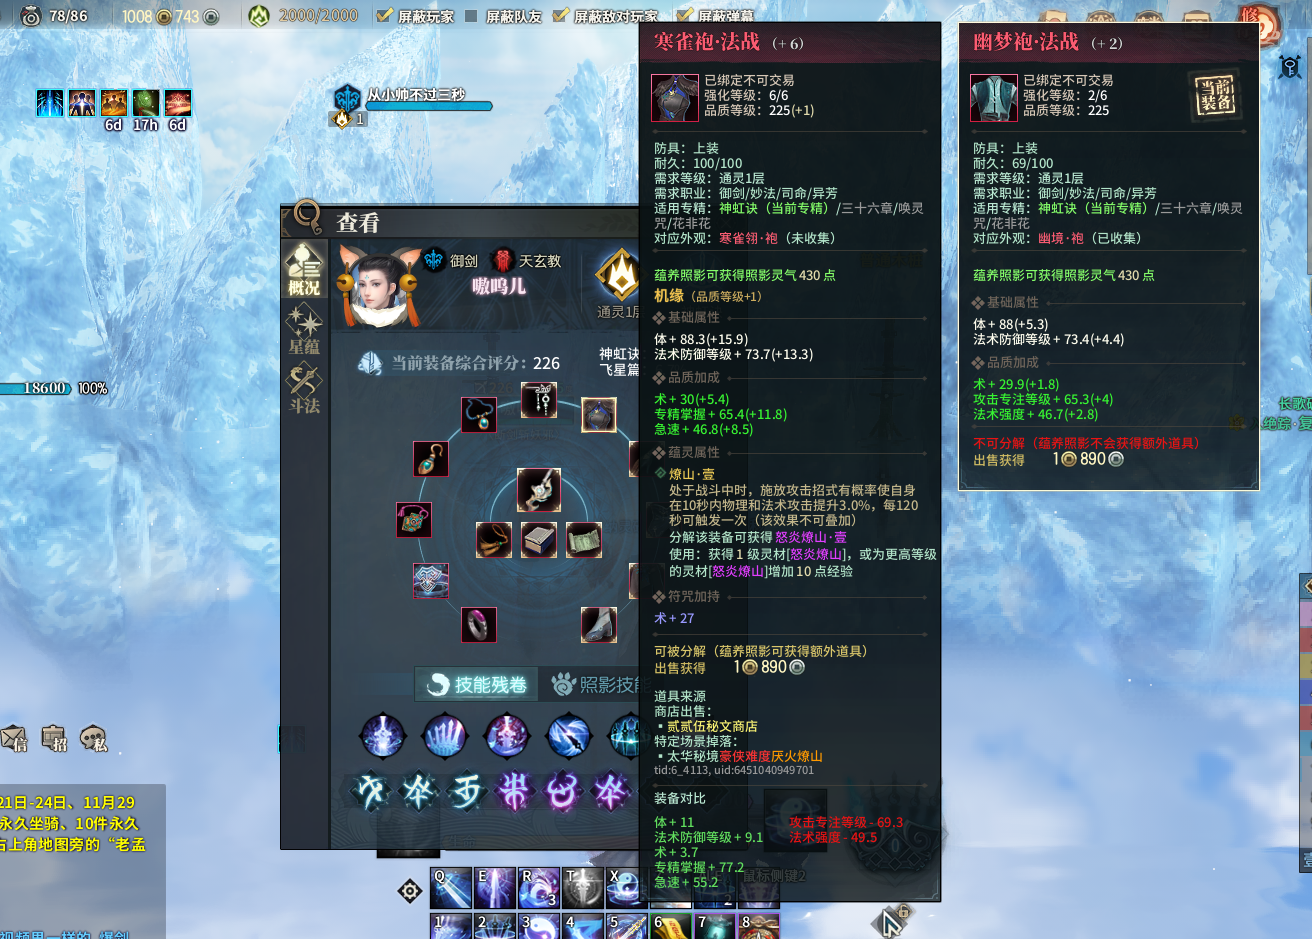 78/86
1008 743
2000/2000
屏蔽玩家 屏蔽队友 屏蔽敌对玩家 屏蔽弹幕
6d 17h 6d
从小帅不过三秒
1
18600 100%
信 招 私
21日-24日、11月29
永久坐骑、10件永久
右上角地图旁的“老孟
视频里一样的 爆剑
查看
概况
星蕴
斗法
御剑 天玄教
嗷呜儿
通灵1层
当前装备综合评分：226
神虹诀
飞星篇
技能残卷
照影技能
寒雀袍·法战 (+6)
已绑定不可交易
强化等级：6/6
品质等级：225(+1)
防具：上装
耐久：100/100
需求等级：通灵1层
需求职业：御剑/妙法/司命/异芳
适用专精：神虹诀（当前专精）/三十六章/唤灵
咒/花非花
对应外观：寒雀翎·袍（未收集）
蕴养照影可获得照影灵气 430 点
机缘（品质等级+1）
基础属性
体 + 88.3(+15.9)
法术防御等级 + 73.7(+13.3)
品质加成
术 + 30(+5.4)
专精掌握 + 65.4(+11.8)
急速 + 46.8(+8.5)
蕴灵属性
燎山·壹
处于战斗中时，施放攻击招式有概率使自身
在10秒内物理和法术攻击提升3.0%，每120
秒可触发一次（该效果不可叠加）
分解该装备可获得 怒炎燎山·壹
使用：获得 1 级灵材[怒炎燎山]，或为更高等级
的灵材[怒炎燎山]增加 10 点经验
符咒加持
术 + 27
可被分解（蕴养照影可获得额外道具）
出售获得 1 890
道具来源
商店出售：
▪贰贰伍秘文商店
特定场景掉落：
▪太华秘境豪侠难度厌火燎山
tid:6_4113, uid:6451040949701
装备对比
体 + 11
法术防御等级 + 9.1
术 + 3.7
专精掌握 + 77.2
急速 + 55.2
攻击专注等级 - 69.3
法术强度 - 49.5
鼠标侧键2
幽梦袍·法战 (+2)
已绑定不可交易
强化等级：2/6
品质等级：225
当前
装备
防具：上装
耐久：69/100
需求等级：通灵1层
需求职业：御剑/妙法/司命/异芳
适用专精：神虹诀（当前专精）/三十六章/唤灵
咒/花非花
对应外观：幽境·袍（已收集）
蕴养照影可获得照影灵气 430 点
基础属性
体 + 88(+5.3)
法术防御等级 + 73.4(+4.4)
品质加成
术 + 29.9(+1.8)
攻击专注等级 + 65.3(+4)
法术强度 + 46.7(+2.8)
不可分解（蕴养照影不会获得额外道具）
出售获得 1 890
修
Q E R 3 T X
1 2 3 4 5 6 7 8